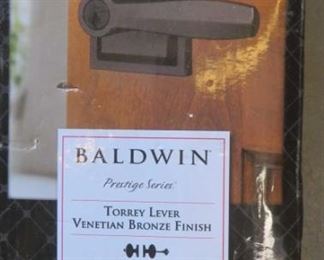 BALDWIN
Prestige Series
TORREY LEVER
VENETIAN BRONZE FINISH